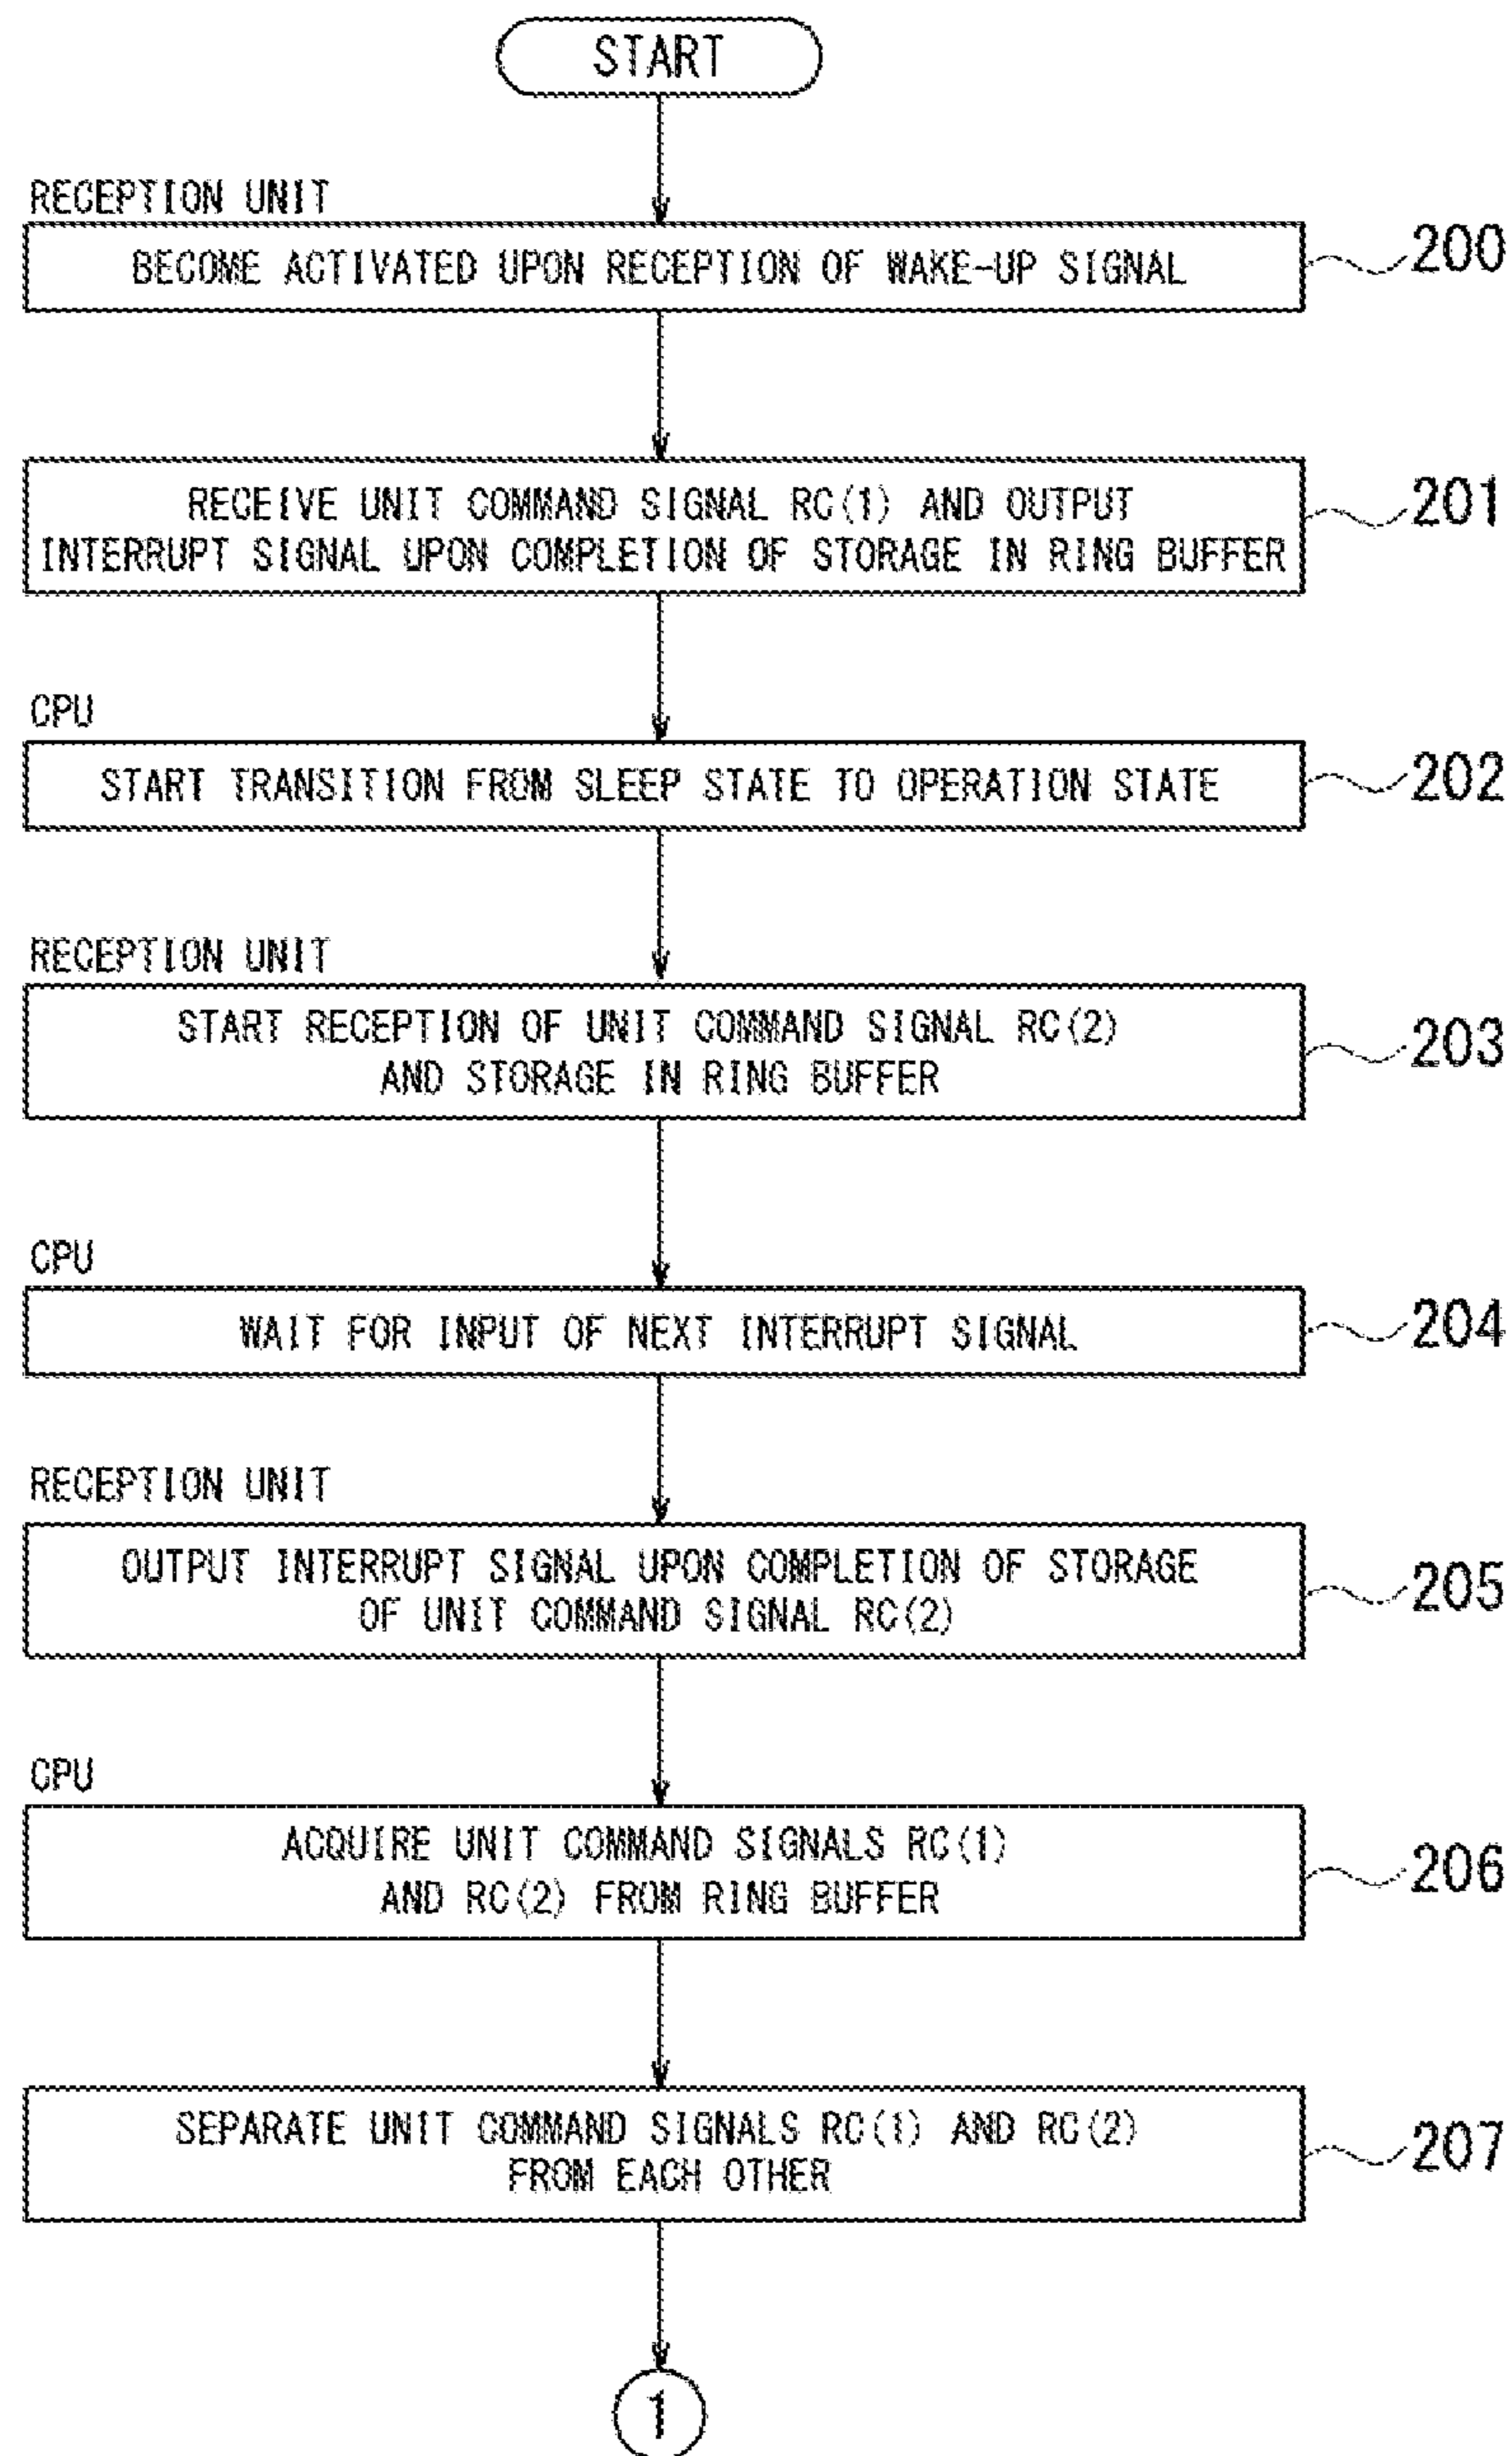 START
RECEPTION UNIT
BECOME ACTIVATED UPON RECEPTION OF WAKE-UP SIGNAL
200
RECEIVE UNIT COMMAND SIGNAL RC(1) AND OUTPUT
INTERRUPT SIGNAL UPON COMPLETION OF STORAGE IN RING BUFFER
201
CPU
START TRANSITION FROM SLEEP STATE TO OPERATION STATE
202
RECEPTION UNIT
START RECEPTION OF UNIT COMMAND SIGNAL RC(2)
AND STORAGE IN RING BUFFER
203
CPU
WAIT FOR INPUT OF NEXT INTERRUPT SIGNAL
204
RECEPTION UNIT
OUTPUT INTERRUPT SIGNAL UPON COMPLETION OF STORAGE
OF UNIT COMMAND SIGNAL RC(2)
205
CPU
ACQUIRE UNIT COMMAND SIGNALS RC(1)
AND RC(2) FROM RING BUFFER
206
SEPARATE UNIT COMMAND SIGNALS RC(1) AND RC(2)
FROM EACH OTHER
207
1